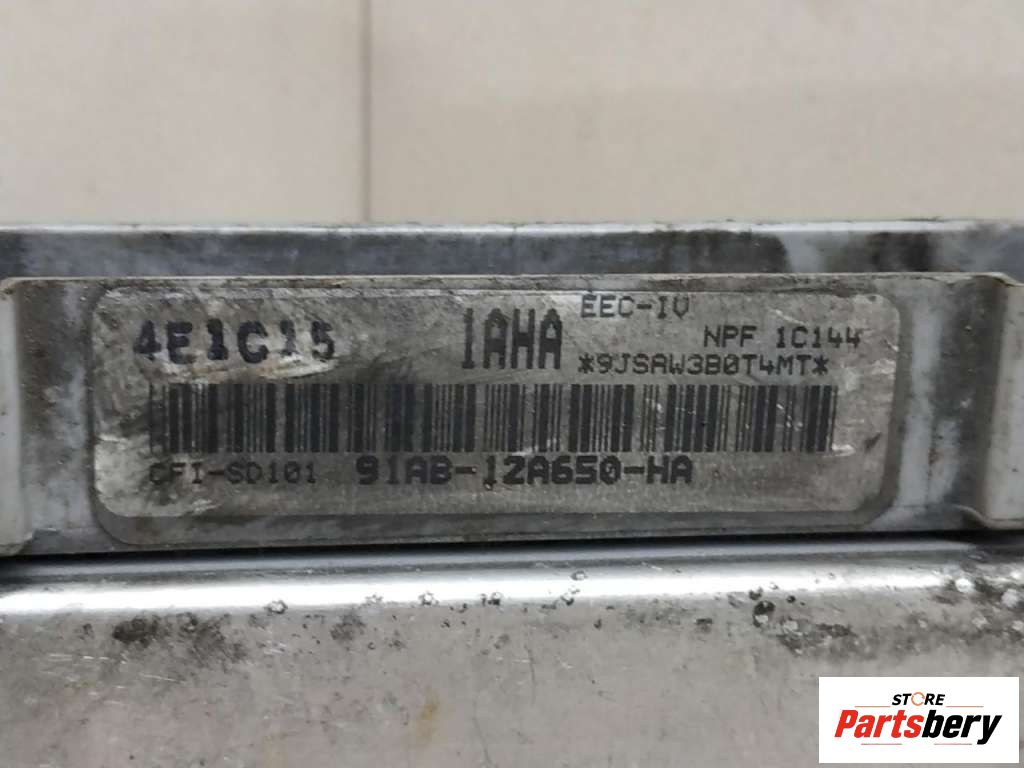 EEC-IV
4E1C15
1AHA
NPF 1C144
*9JSAW3B0T4MT*
CFI-SD101 91AB-12A650-HA
STORE
Partsbery